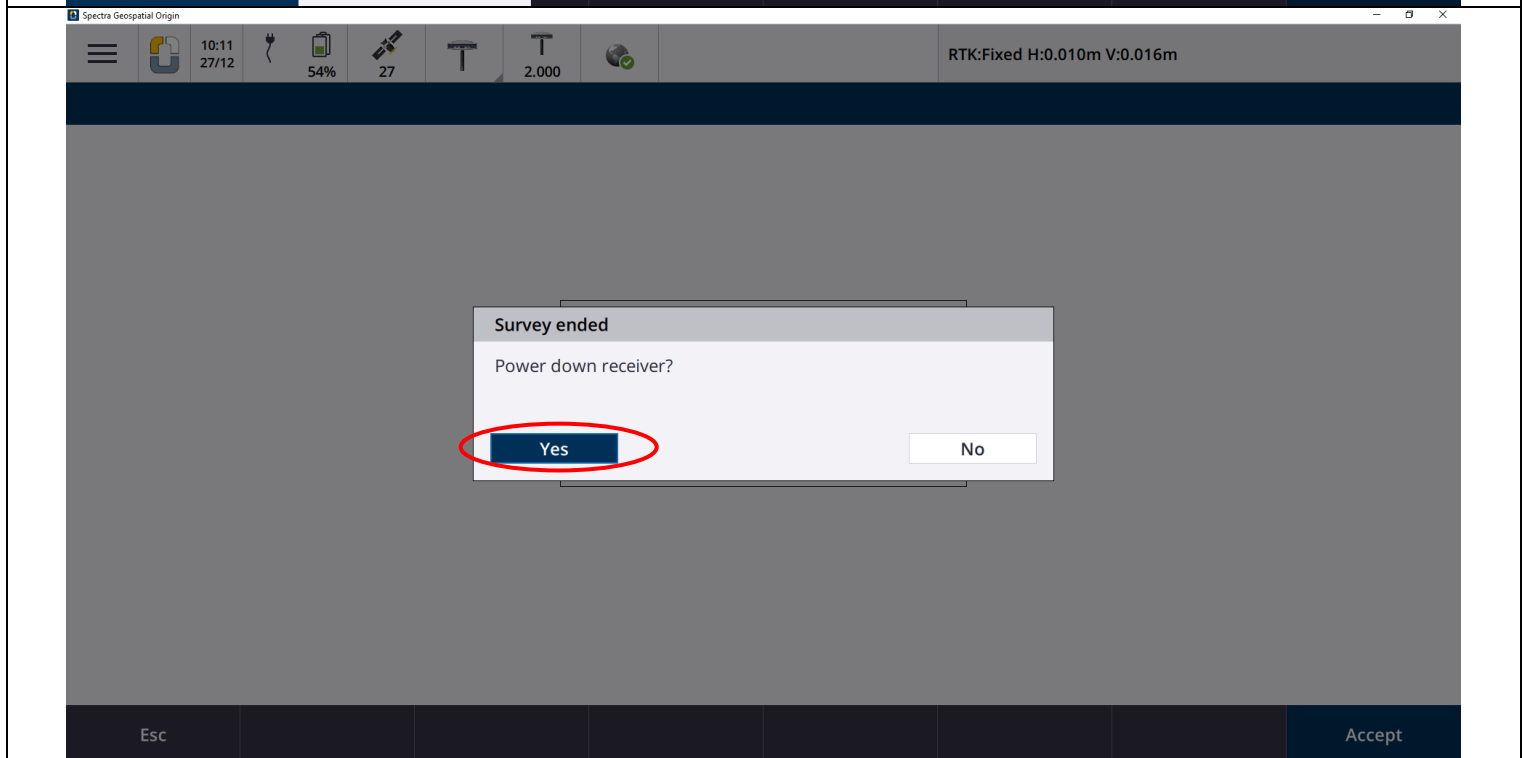 Spectra Geospatial Origin
10:11
27/12
54%
27
2.000
RTK:Fixed H:0.010m V:0.016m
Survey ended
Power down receiver?
Yes
No
Esc
Accept